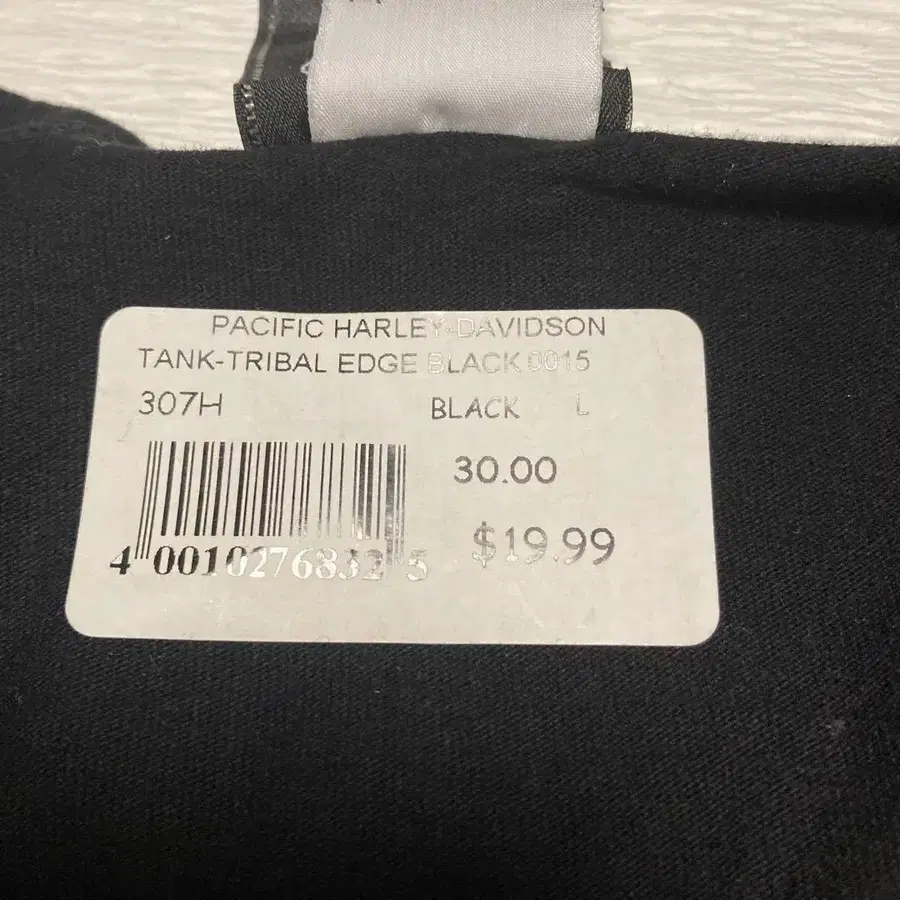 PACIFIC HARLEY-DAVIDSON
TANK-TRIBAL EDGE BLACK 0015
307H BLACK L
30.00
$19.99
4 0010276832 5